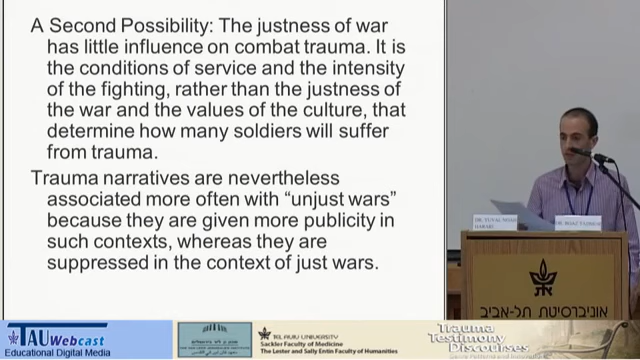 A Second Possibility: The justness of war
has little influence on combat trauma. It is
the conditions of service and the intensity
of the fighting, rather than the justness of
the war and the values of the culture, that
determine how many soldiers will suffer
from trauma.
Trauma narratives are nevertheless
associated more often with “unjust wars”
because they are given more publicity in
such contexts, whereas they are
suppressed in the context of just wars.
DR. YUVAL NOAH
HARARI
אוניברסיטת תל-אביב
TAU Webcast
Educational Digital Media
TEL AVIV UNIVERSITY
Sackler Faculty of Medicine
The Lester and Sally Entin Faculty of Humanities
Trauma
Testimony
Discourses